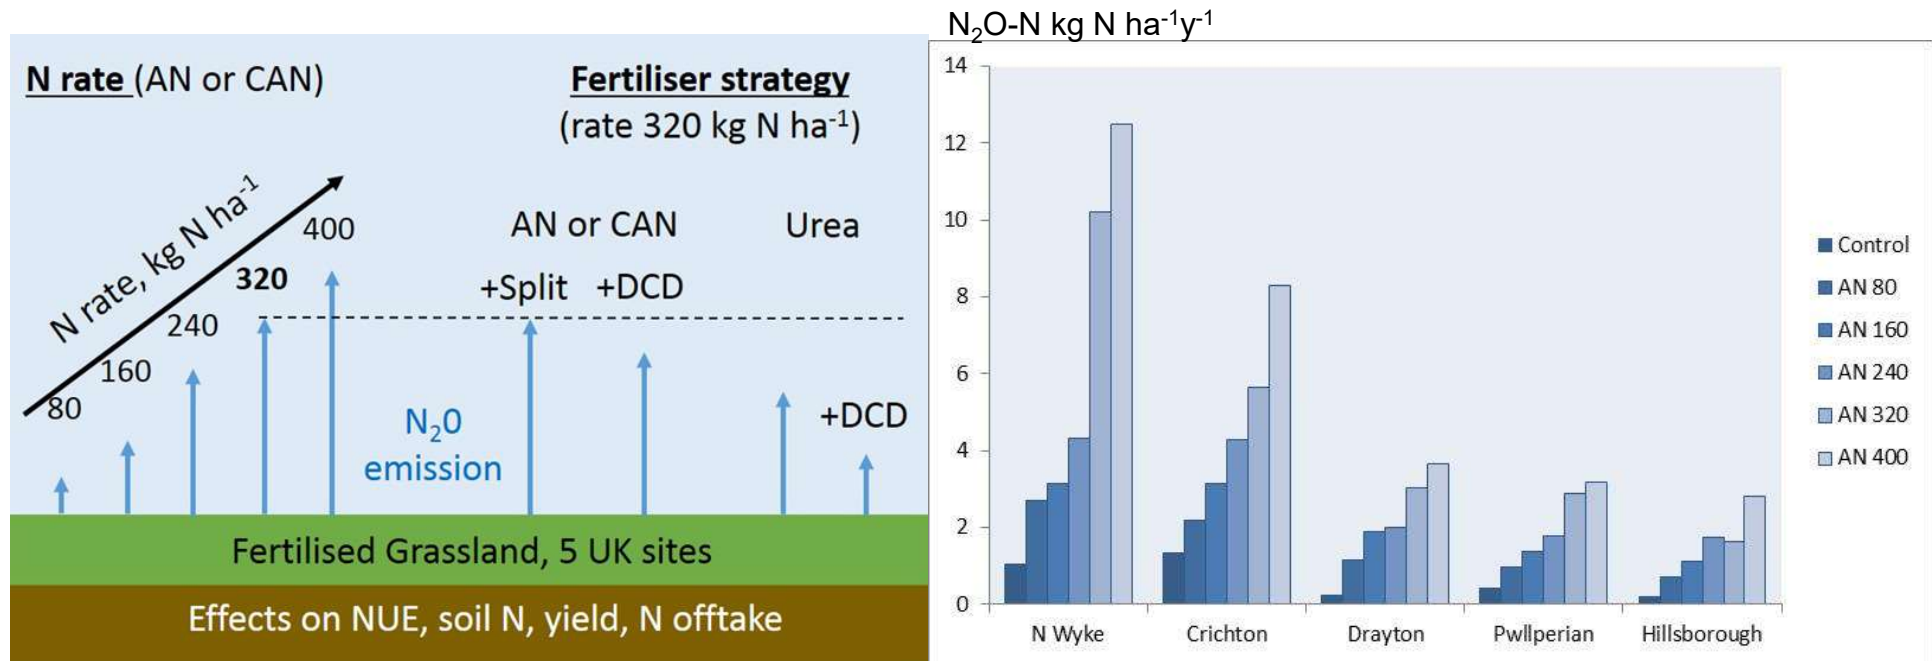 N rate (AN or CAN)
Fertiliser strategy
(rate 320 kg N ha-1)
N rate, kg N ha-1
80
160
240
320
400
AN or CAN
Urea
+Split +DCD
+DCD
N20
emission
Fertilised Grassland, 5 UK sites
Effects on NUE, soil N, yield, N offtake
N2O-N kg N ha-1y-1
14
12
10
8
6
4
2
0
N Wyke
Crichton
Drayton
Pwllperian
Hillsborough
Control
AN 80
AN 160
AN 240
AN 320
AN 400